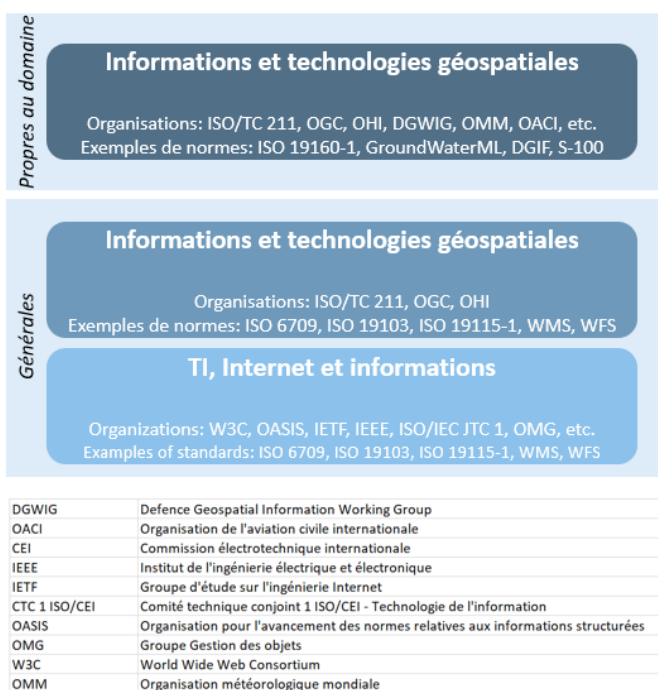 Propres au domaine
Informations et technologies géospatiales
Organisations: ISO/TC 211, OGC, OHI, DGWIG, OMM, OACI, etc.
Exemples de normes: ISO 19160-1, GroundWaterML, DGIF, S-100
Générales
Informations et technologies géospatiales
Organisations: ISO/TC 211, OGC, OHI
Exemples de normes: ISO 6709, ISO 19103, ISO 19115-1, WMS, WFS
TI, Internet et informations
Organizations: W3C, OASIS, IETF, IEEE, ISO/IEC JTC 1, OMG, etc.
Examples of standards: ISO 6709, ISO 19103, ISO 19115-1, WMS, WFS
DGWIG Defence Geospatial Information Working Group
OACI Organisation de l'aviation civile internationale
CEI Commission électrotechnique internationale
IEEE Institut de l'ingénierie électrique et électronique
IETF Groupe d'étude sur l'ingénierie Internet
CTC 1 ISO/CEI Comité technique conjoint 1 ISO/CEI - Technologie de l'information
OASIS Organisation pour l'avancement des normes relatives aux informations structurées
OMG Groupe Gestion des objets
W3C World Wide Web Consortium
OMM Organisation météorologique mondiale